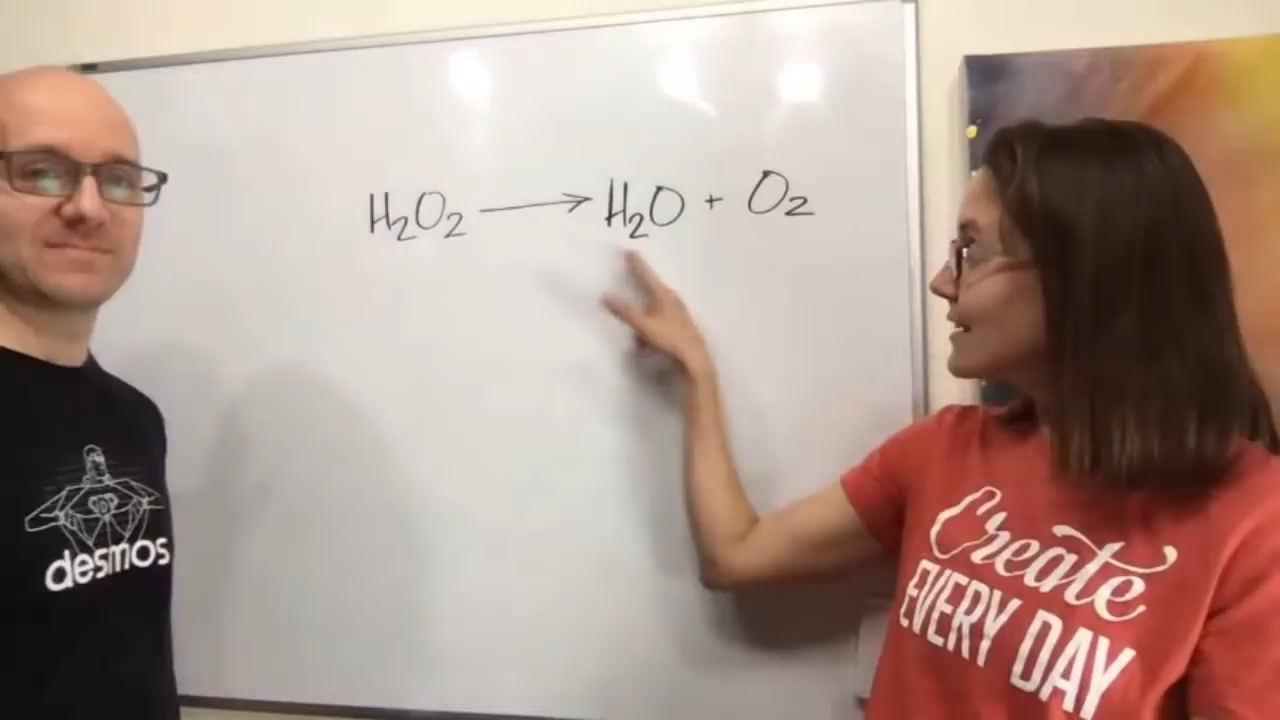 H₂O₂ → H₂O + O₂
desmos
Create
EVERY DAY